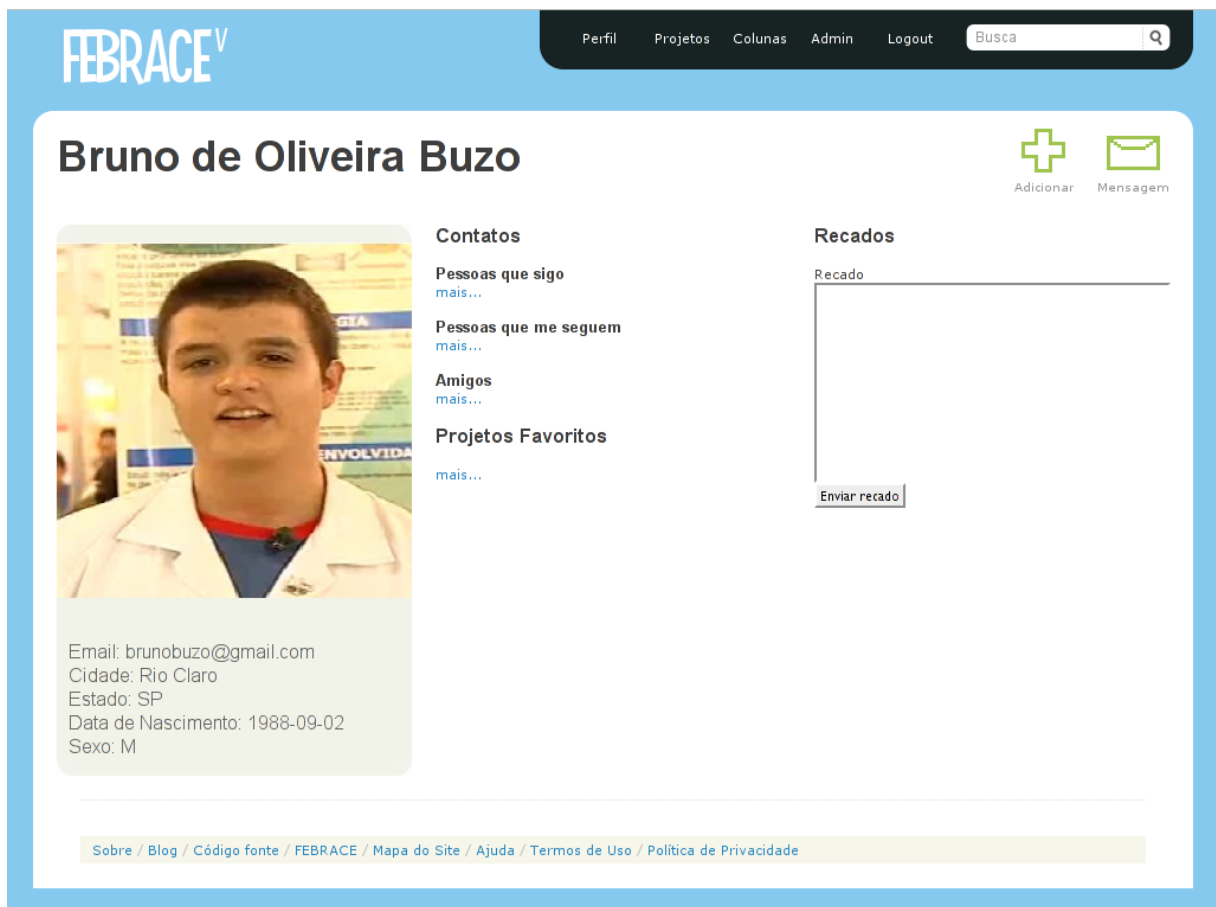 FEBRACE V
Perfil Projetos Colunas Admin Logout Busca
Bruno de Oliveira Buzo
Adicionar Mensagem
GIA
ENVOLVIDA
Email: brunobuzo@gmail.com
Cidade: Rio Claro
Estado: SP
Data de Nascimento: 1988-09-02
Sexo: M
Contatos
Pessoas que sigo
mais...
Pessoas que me seguem
mais...
Amigos
mais...
Projetos Favoritos
mais...
Recados
Recado
Enviar recado
Sobre / Blog / Código fonte / FEBRACE / Mapa do Site / Ajuda / Termos de Uso / Política de Privacidade